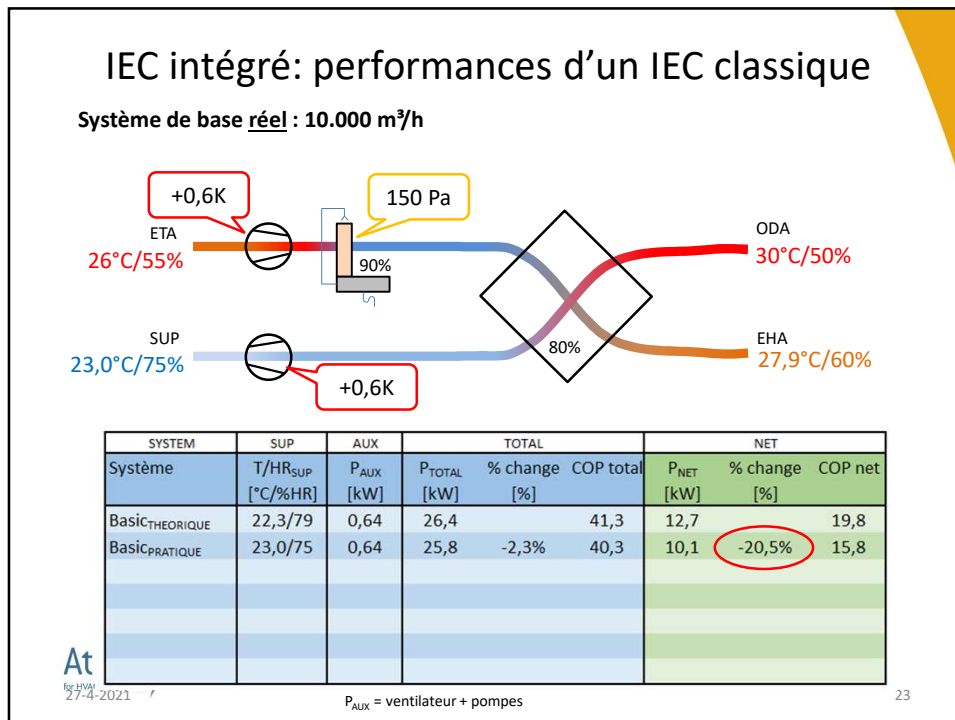 IEC intégré: performances d'un IEC classique
Système de base réel : 10.000 m³/h
+0,6K
150 Pa
ETA
26°C/55%
90%
ODA
30°C/50%
SUP
23,0°C/75%
80%
EHA
27,9°C/60%
+0,6K
SYSTEM SUP AUX TOTAL NET
Système T/HRSUP PAUX PTOTAL % change COP total PNET % change COP net
[°C/%HR] [kW] [kW] [%] [kW] [%]
BasicTHEORIQUE 22,3/79 0,64 26,4 41,3 12,7 19,8
BasicPRATIQUE 23,0/75 0,64 25,8 -2,3% 40,3 10,1 -20,5% 15,8
At
for HVAC
27-4-2021 /
PAUX = ventilateur + pompes
23